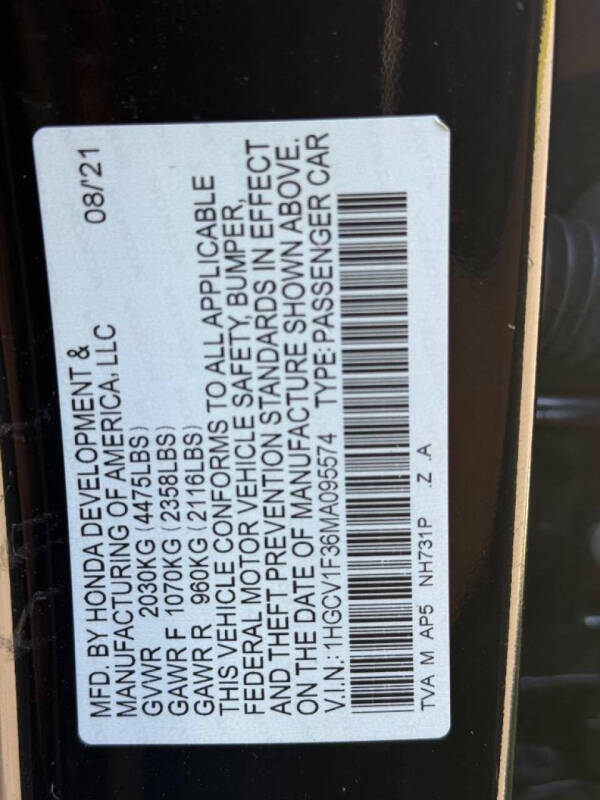 MFD. BY HONDA DEVELOPMENT & 08/'21
MANUFACTURING OF AMERICA, LLC
GVWR 2030KG (4475LBS)
GAWR F 1070KG (2358LBS)
GAWR R 960KG (2116LBS)
THIS VEHICLE CONFORMS TO ALL APPLICABLE
FEDERAL MOTOR VEHICLE SAFETY, BUMPER,
AND THEFT PREVENTION STANDARDS IN EFFECT
ON THE DATE OF MANUFACTURE SHOWN ABOVE.
V.I.N.: 1HGCV1F36MA095574 TYPE: PASSENGER CAR
TVA M AP5 NH731P .Z .A